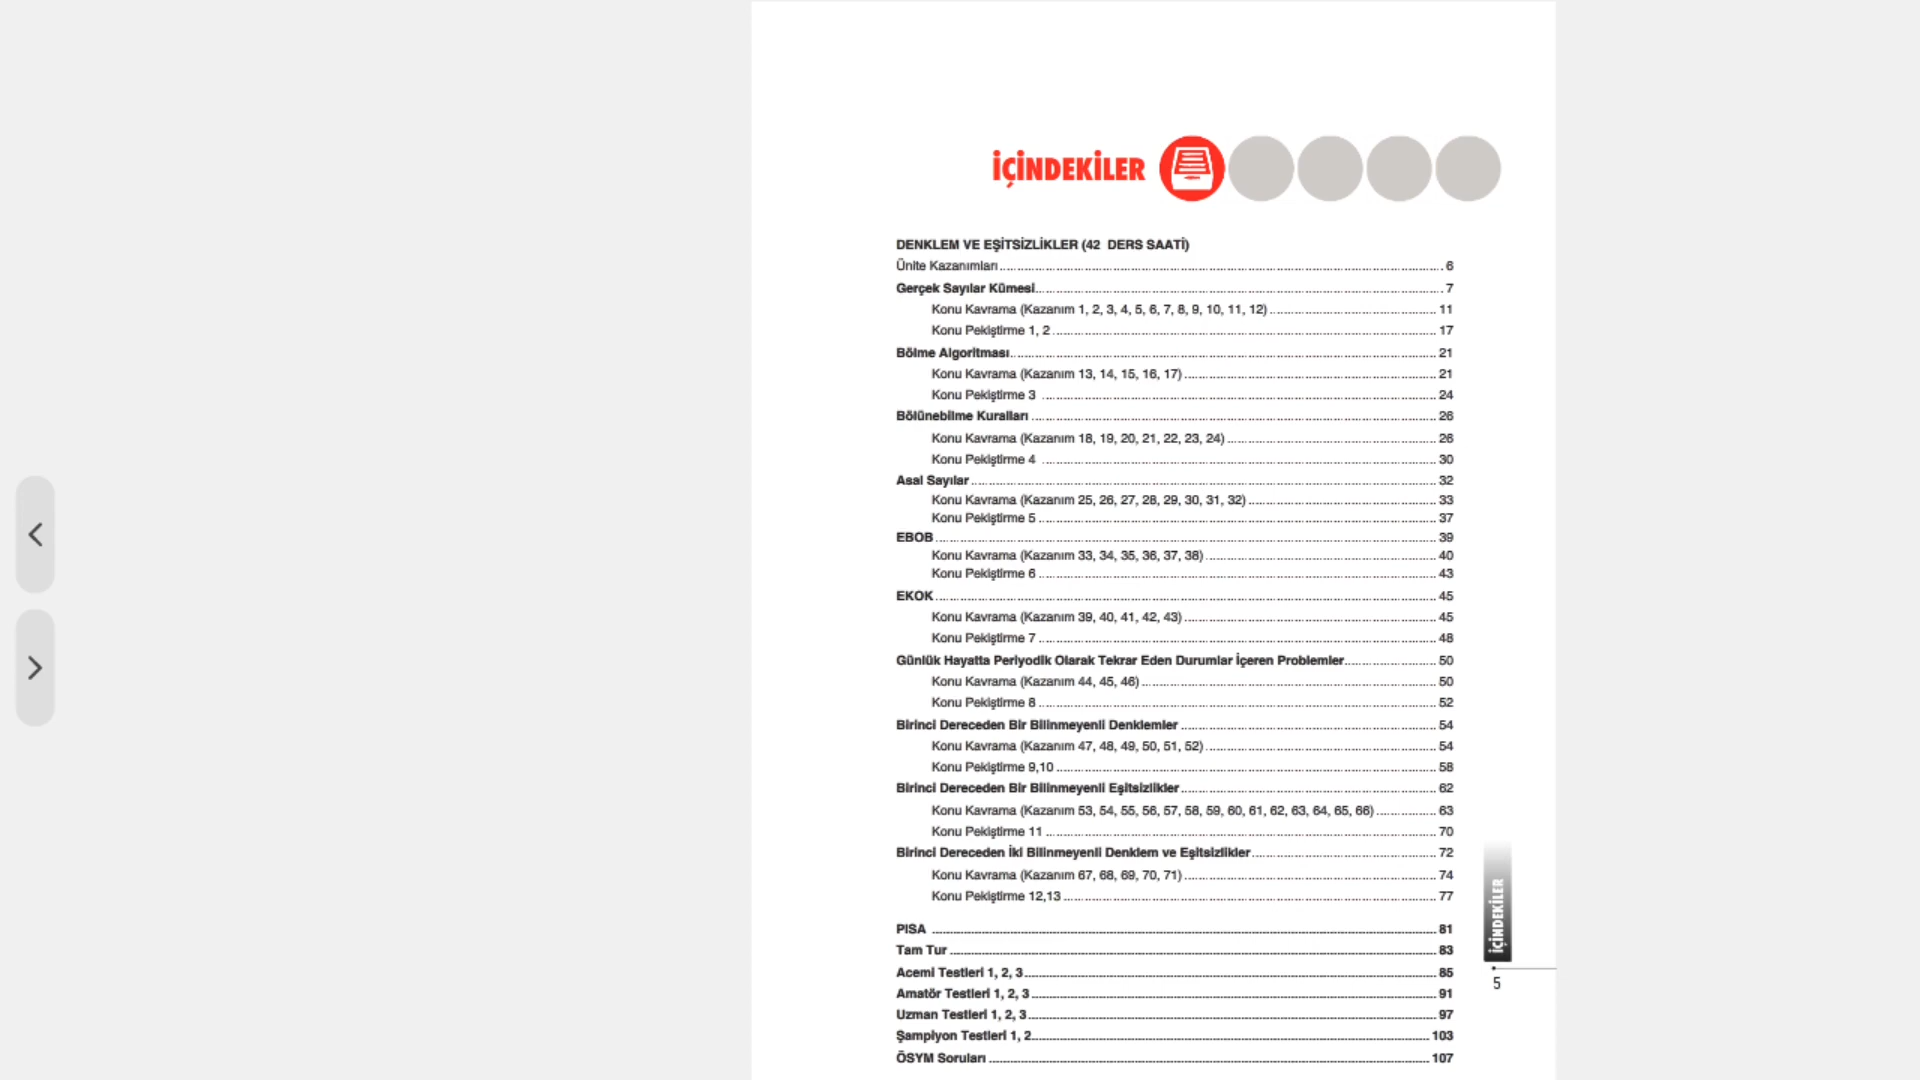 İÇİNDEKİLER
DENKLEM VE EŞİTSİZLİKLER (42 DERS SAATİ)
Ünite Kazanımları 6
Gerçek Sayılar Kümesi 7
Konu Kavrama (Kazanım 1, 2, 3, 4, 5, 6, 7, 8, 9, 10, 11, 12) 11
Konu Pekiştirme 1, 2 17
Bölme Algoritması 21
Konu Kavrama (Kazanım 13, 14, 15, 16, 17) 21
Konu Pekiştirme 3 24
Bölünebilme Kuralları 26
Konu Kavrama (Kazanım 18, 19, 20, 21, 22, 23, 24) 26
Konu Pekiştirme 4 30
Asal Sayılar 32
Konu Kavrama (Kazanım 25, 26, 27, 28, 29, 30, 31, 32) 33
Konu Pekiştirme 5 37
EBOB 39
Konu Kavrama (Kazanım 33, 34, 35, 36, 37, 38) 40
Konu Pekiştirme 6 43
EKOK 45
Konu Kavrama (Kazanım 39, 40, 41, 42, 43) 45
Konu Pekiştirme 7 48
Günlük Hayatta Periyodik Olarak Tekrar Eden Durumlar İçeren Problemler 50
Konu Kavrama (Kazanım 44, 45, 46) 50
Konu Pekiştirme 8 52
Birinci Dereceden Bir Bilinmeyenli Denklemler 54
Konu Kavrama (Kazanım 47, 48, 49, 50, 51, 52) 54
Konu Pekiştirme 9,10 58
Birinci Dereceden Bir Bilinmeyenli Eşitsizlikler 62
Konu Kavrama (Kazanım 53, 54, 55, 56, 57, 58, 59, 60, 61, 62, 63, 64, 65, 66) 63
Konu Pekiştirme 11 70
Birinci Dereceden İki Bilinmeyenli Denklem ve Eşitsizlikler 72
Konu Kavrama (Kazanım 67, 68, 69, 70, 71) 74
Konu Pekiştirme 12,13 77
PISA 81
Tam Tur 83
Acemi Testleri 1, 2, 3 85
Amatör Testleri 1, 2, 3 91
Uzman Testleri 1, 2, 3 97
Şampiyon Testleri 1, 2 103
ÖSYM Soruları 107
İÇİNDEKİLER
5